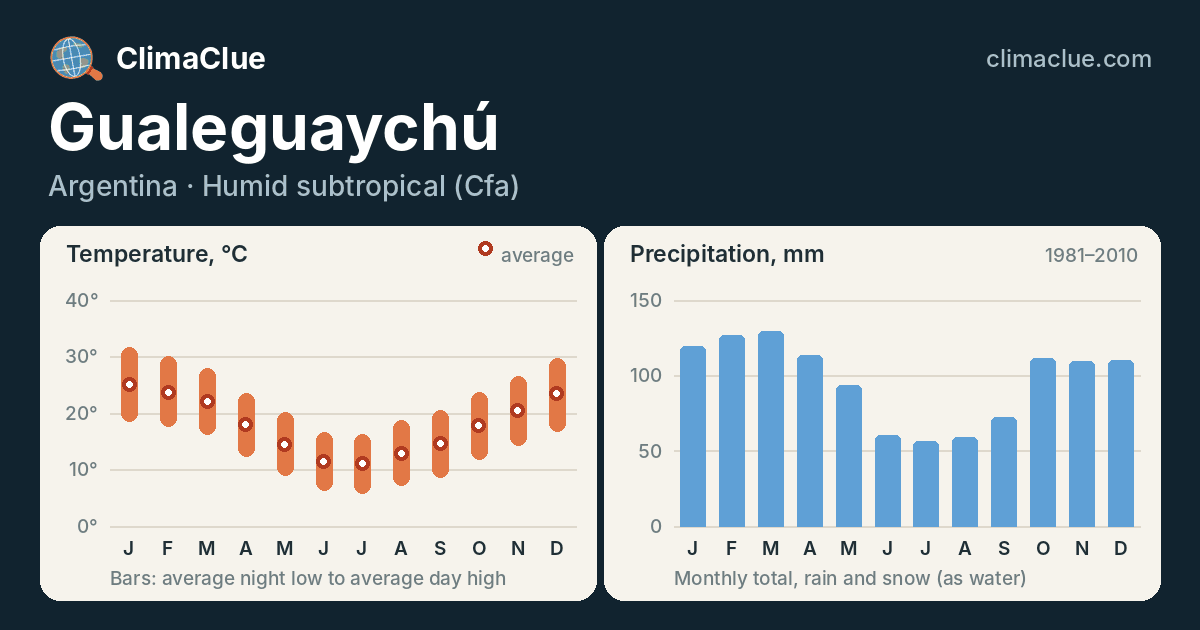 ClimaClue
climaclue.com
Gualeguaychú
Argentina · Humid subtropical (Cfa)
Temperature, °C
average
40°
30°
20°
10°
0°
J F M A M J J A S O N D
Bars: average night low to average day high
Precipitation, mm
1981–2010
150
100
50
0
J F M A M J J A S O N D
Monthly total, rain and snow (as water)